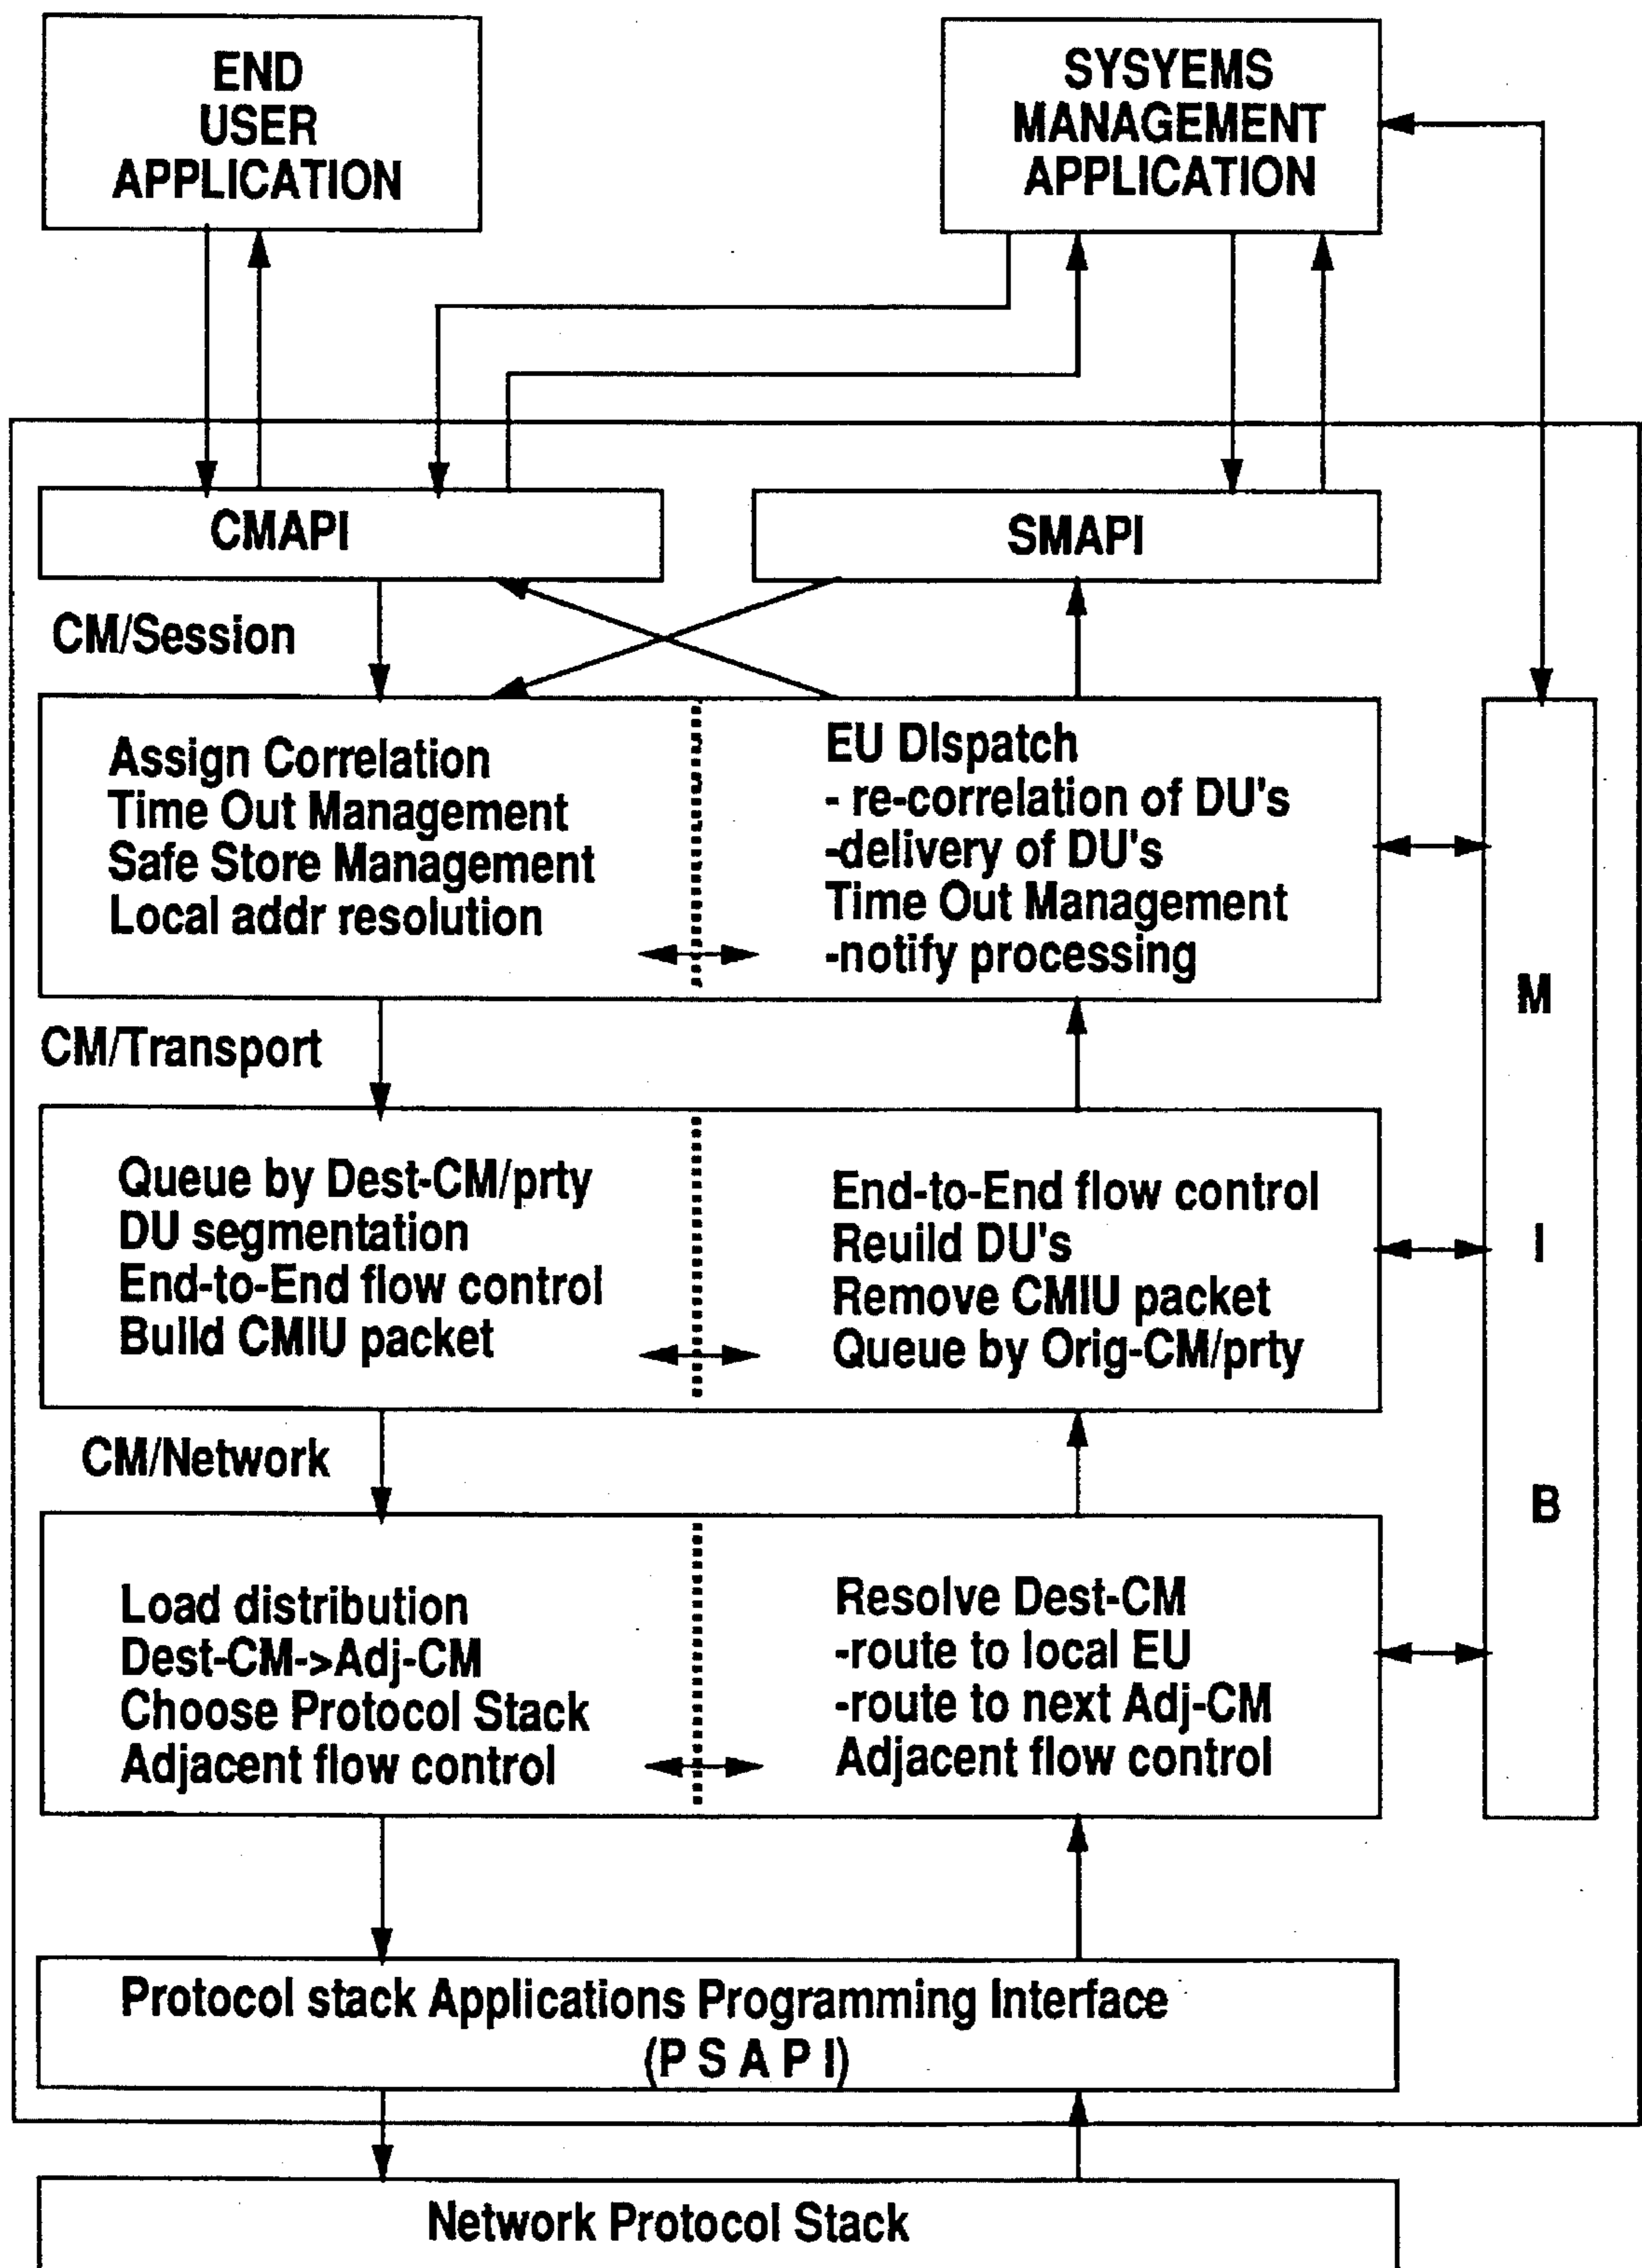 END
USER
APPLICATION
SYSYEMS
MANAGEMENT
APPLICATION
CMAPI
SMAPI
CM/Session
Assign Correlation
Time Out Management
Safe Store Management
Local addr resolution
EU DIspatch
- re-correlation of DU's
-delivery of DU's
Time Out Management
-notify processing
CM/Transport
Queue by Dest-CM/prty
DU segmentation
End-to-End flow control
Build CMIU packet
End-to-End flow control
Reuild DU's
Remove CMIU packet
Queue by Orig-CM/prty
CM/Network
Load distribution
Dest-CM->Adj-CM
Choose Protocol Stack
Adjacent flow control
Resolve Dest-CM
-route to local EU
-route to next Adj-CM
Adjacent flow control
M
I
B
Protocol stack Applications Programming Interface
(P S A P I)
Network Protocol Stack